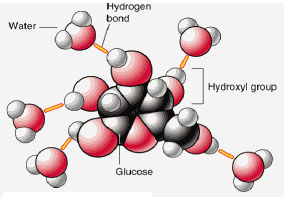 Hydrogen
bond
Water
Hydroxyl group
Glucose